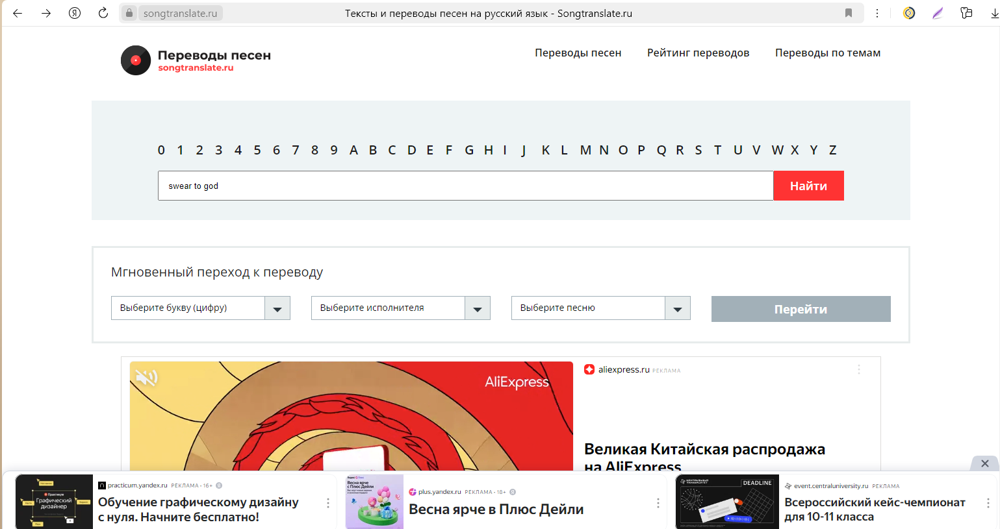 songtranslate.ru
Тексты и переводы песен на русский язык - Songtranslate.ru
Переводы песен
songtranslate.ru
Переводы песен
Рейтинг переводов
Переводы по темам
0 1 2 3 4 5 6 7 8 9 A B C D E F G H I J K L M N O P Q R S T U V W X Y Z
swear to god
Найти
Мгновенный переход к переводу
Выберите букву (цифру)
Выберите исполнителя
Выберите песню
Перейти
AliExpress
aliexpress.ru РЕКЛАМА
Великая Китайская распродажа
на AliExpress
Практикум
Графический
дизайнер
practicum.yandex.ru РЕКЛАМА • 16+
Обучение графическому дизайну
с нуля. Начните бесплатно!
Весна ярче
с Плюс Дейли
plus.yandex.ru РЕКЛАМА • 18+
Весна ярче в Плюс Дейли
ЦЕНТРАЛЬНЫЙ
УНИВЕРСИТЕТ
DEADLINE
event.centraluniversity.ru РЕКЛАМА
Всероссийский кейс-чемпионат
для 10-11 класса